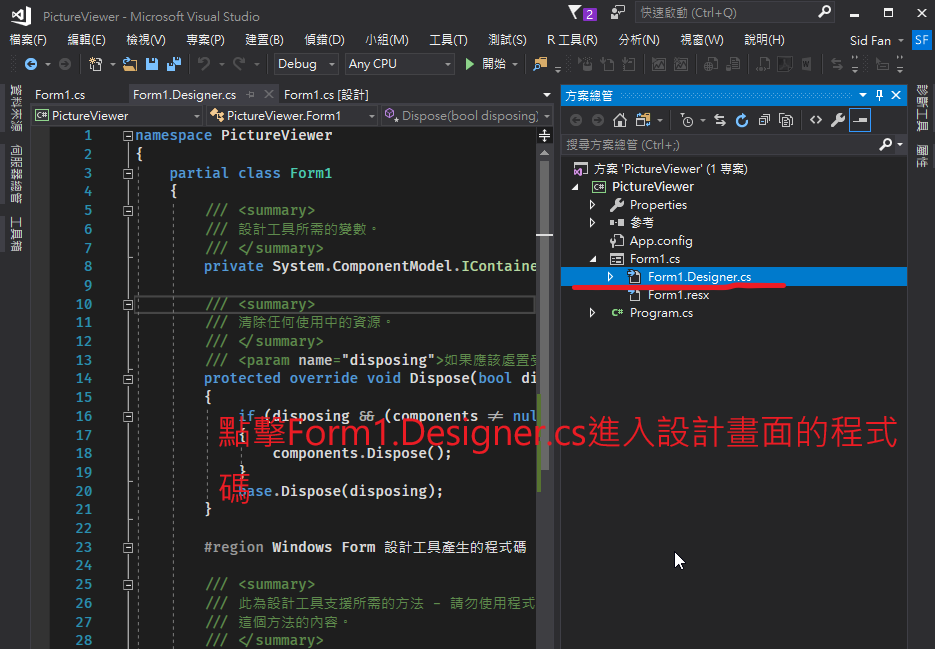 PictureViewer - Microsoft Visual Studio
2
快速啟動 (Ctrl+Q)
檔案(F) 編輯(E) 檢視(V) 專案(P) 建置(B) 偵錯(D) 小組(M) 工具(T) 測試(S) R 工具(R) 分析(N) 視窗(W) 說明(H) Sid Fan SF
Debug Any CPU 開始
資料來源
伺服器總管
工具箱
Form1.cs Form1.Designer.cs Form1.cs [設計]
PictureViewer PictureViewer.Form1 Dispose(bool disposing)
1 namespace PictureViewer
2 {
3 partial class Form1
4 {
5 /// <summary>
6 /// 設計工具所需的變數。
7 /// </summary>
8 private System.ComponentModel.IContaine
9
10 /// <summary>
11 /// 清除任何使用中的資源。
12 /// </summary>
13 /// <param name="disposing">如果應該處置受
14 protected override void Dispose(bool di
15 {
16 if (disposing && (components ≠ nul
17 {
18 components.Dispose();
19 }
20 base.Dispose(disposing);
21 }
22
23 #region Windows Form 設計工具產生的程式碼
24
25 /// <summary>
26 /// 此為設計工具支援所需的方法 - 請勿使用程式
27 /// 這個方法的內容。
28 /// </summary>
點擊Form1.Designer.cs進入設計畫面的程式
碼
方案總管
搜尋方案總管 (Ctrl+;)
方案 'PictureViewer' (1 專案)
C# PictureViewer
Properties
參考
App.config
Form1.cs
Form1.Designer.cs
Form1.resx
C# Program.cs
診斷工具
屬性